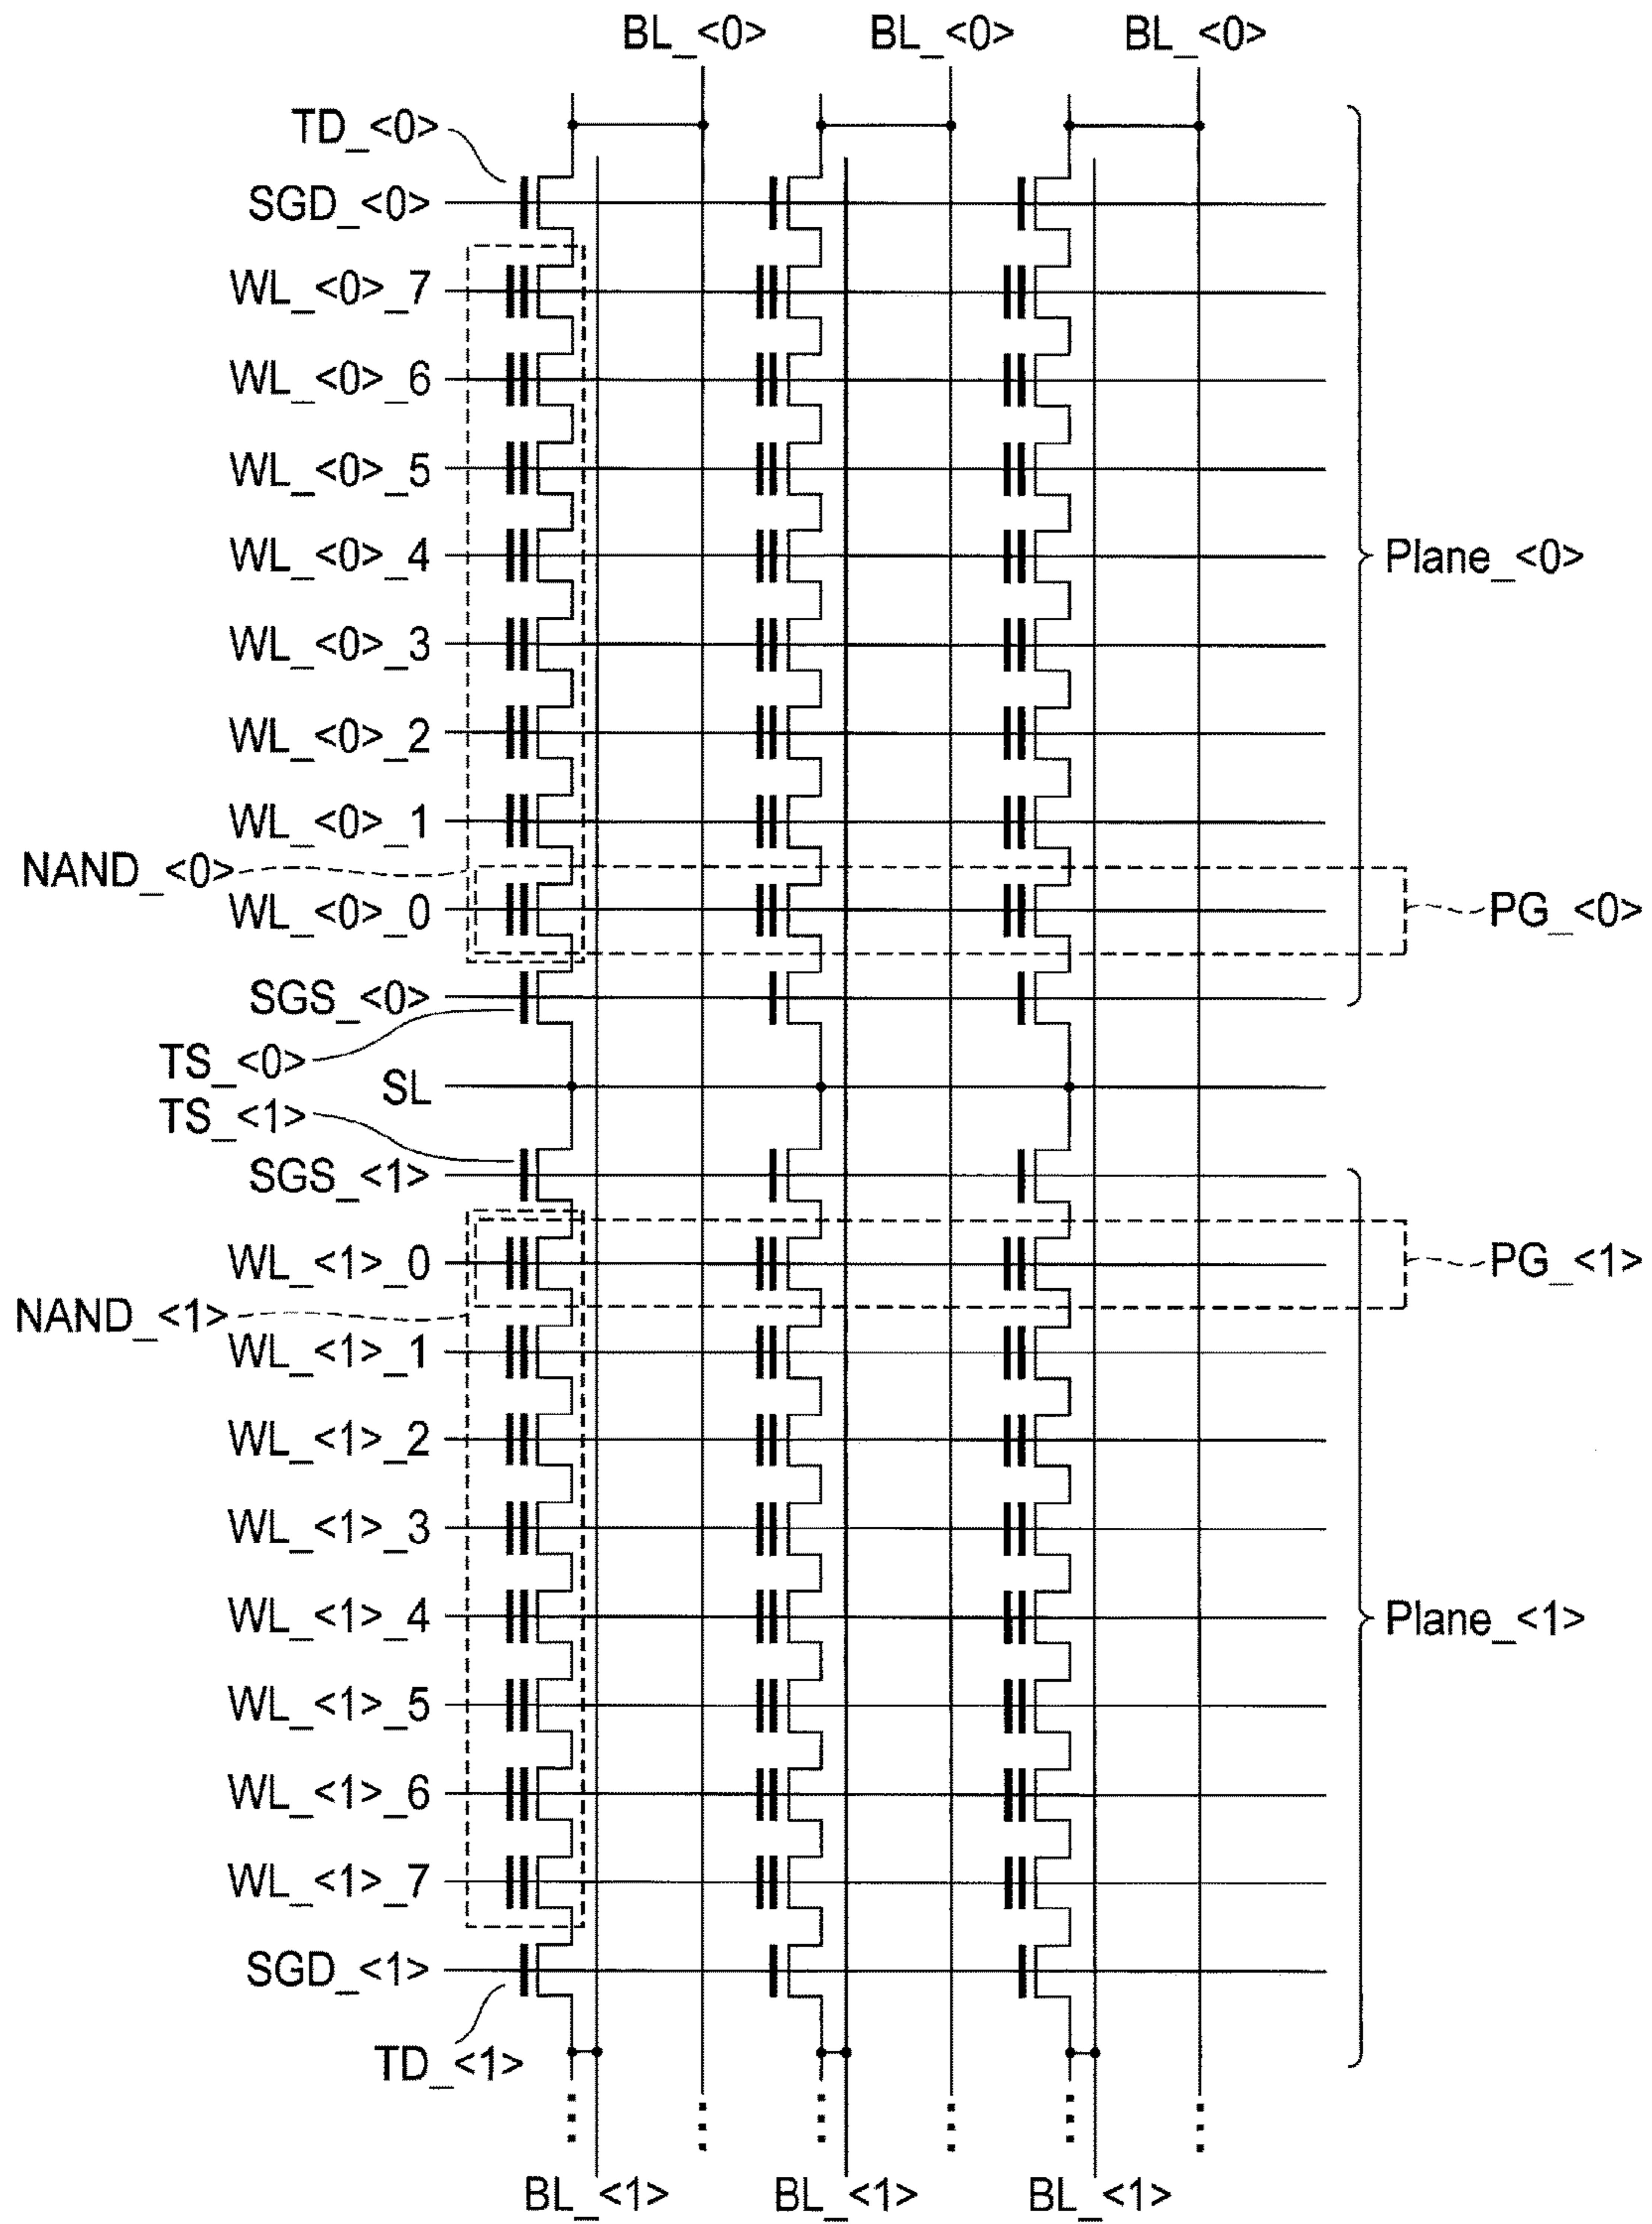 BL_<0> BL_<0> BL_<0>
TD_<0>
SGD_<0>
WL_<0>_7
WL_<0>_6
WL_<0>_5
WL_<0>_4 Plane_<0>
WL_<0>_3
WL_<0>_2
WL_<0>_1
NAND_<0>
WL_<0>_0 PG_<0>
SGS_<0>
TS_<0>
SL
TS_<1>
SGS_<1>
WL_<1>_0 PG_<1>
NAND_<1>
WL_<1>_1
WL_<1>_2
WL_<1>_3
WL_<1>_4 Plane_<1>
WL_<1>_5
WL_<1>_6
WL_<1>_7
SGD_<1>
TD_<1>
BL_<1> BL_<1> BL_<1>